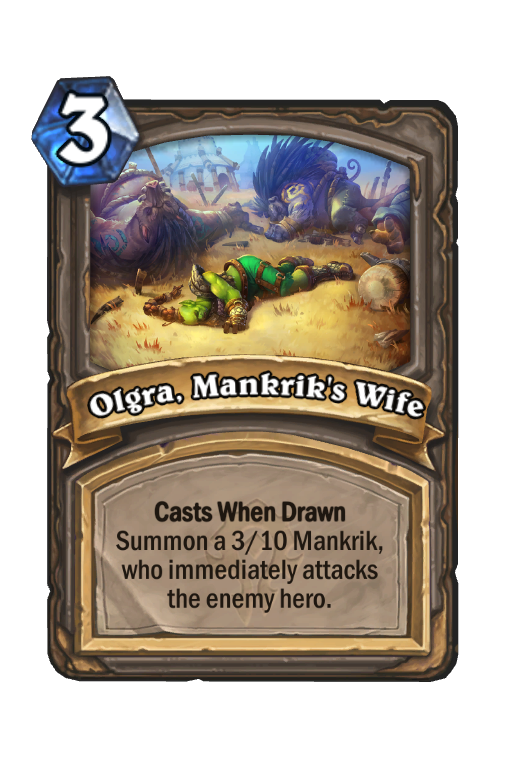 3
Olgra, Mankrik's Wife
Casts When Drawn
Summon a 3/10 Mankrik,
who immediately attacks
the enemy hero.